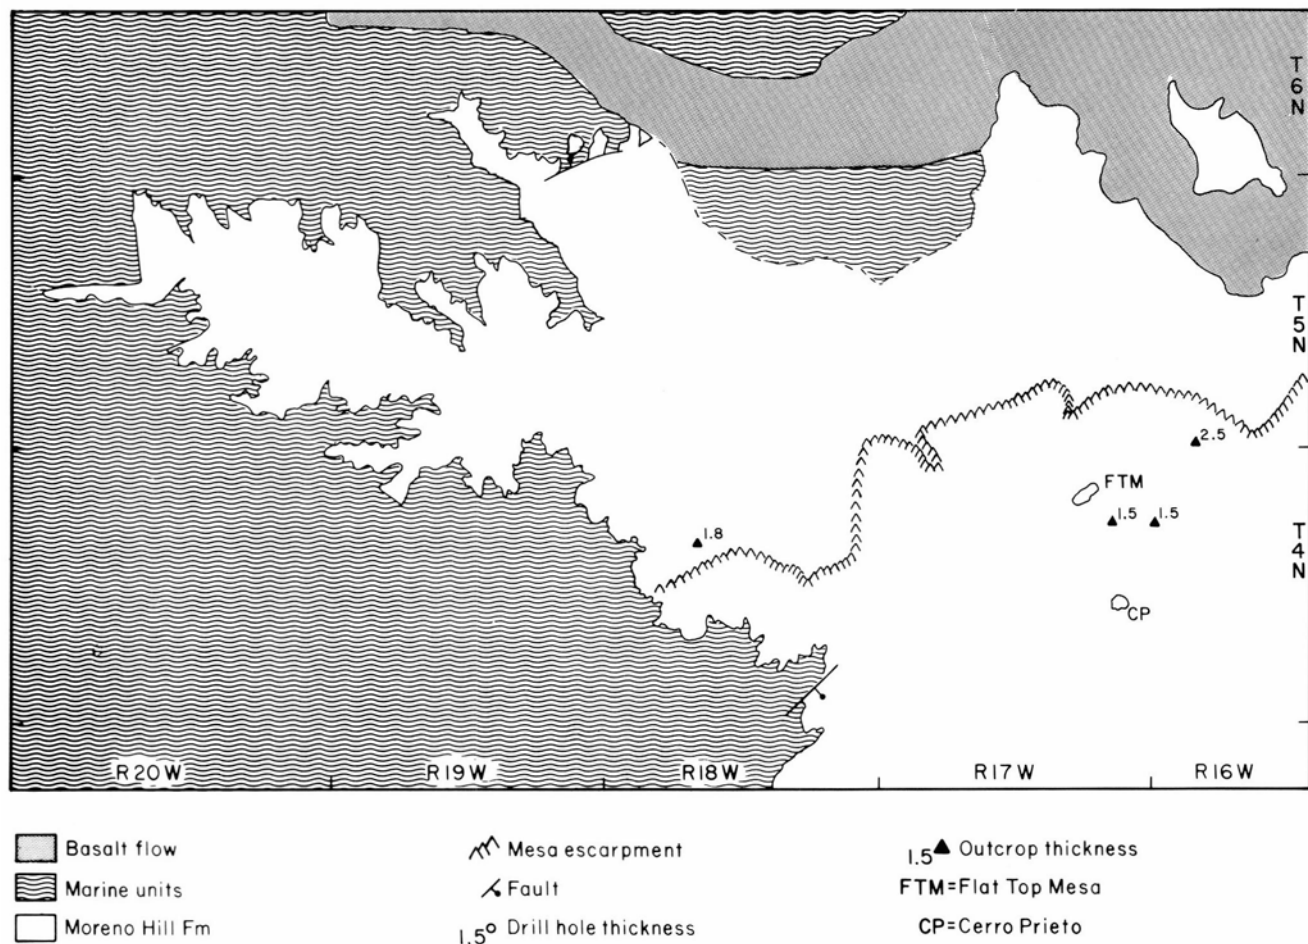 T
6
N
T
5
N
2.5
FTM
1.5 1.5
T
4
N
1.8
CP
R20W R19W R18W R17W R16W
Basalt flow
Marine units
Moreno Hill Fm
Mesa escarpment
Fault
1.5 Drill hole thickness
1.5 Outcrop thickness
FTM=Flat Top Mesa
CP=Cerro Prieto